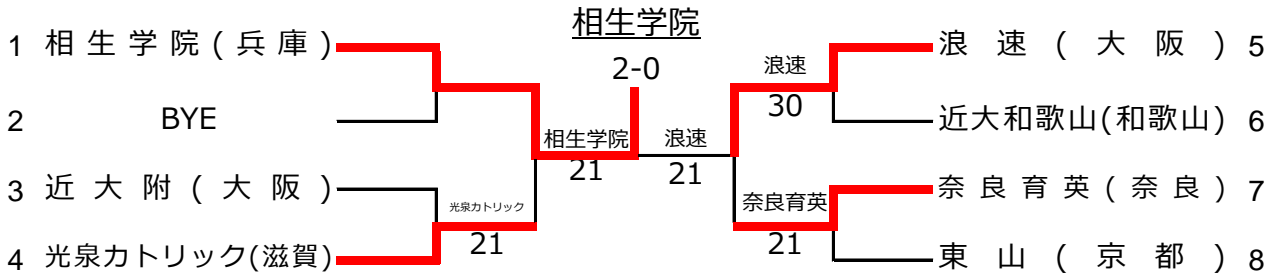 相生学院
2-0
1 相生学院(兵庫)
2 BYE
3 近大附(大阪)
4 光泉カトリック(滋賀)
光泉カトリック
21
相生学院
21
浪速
21
浪速
30
奈良育英
21
浪速(大阪) 5
近大和歌山(和歌山) 6
奈良育英(奈良) 7
東山(京都) 8